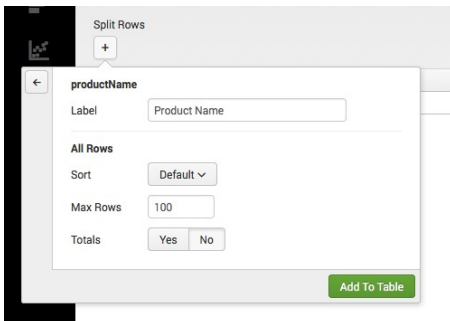 Split Rows
+
productName
Label Product Name
All Rows
Sort Default
Max Rows 100
Totals Yes No
Add To Table